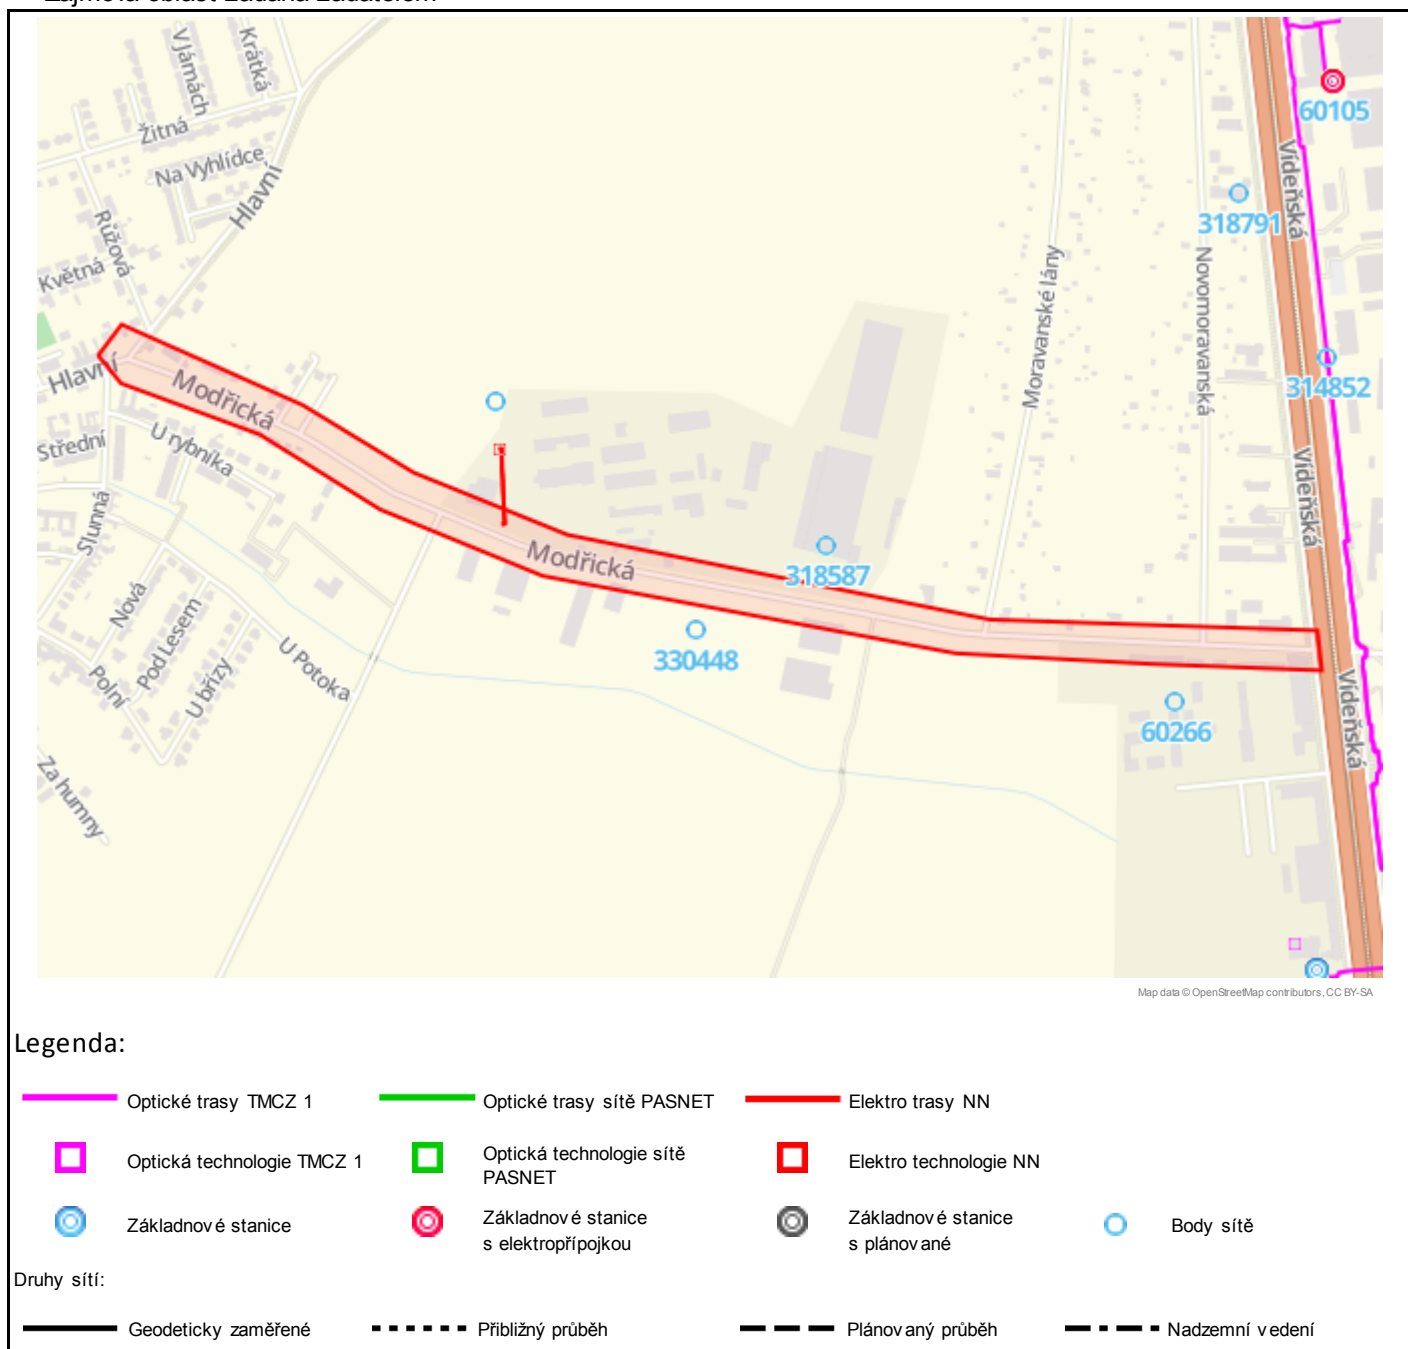 Zájmová oblast zadaná žadatelem
V Jámách
Krátká
Žitná
Na Vyhlídce
Hlavní
Růžová
Květná
Hlavní
Modřická
Střední
U rybníka
Slunná
Nová
Pod Lesem
U břízy
Polní
U Potoka
Za humny
Modřická
Moravanské lány
Novomoravanská
Vídeňská
Vídeňská
Vídeňská
60105
318791
314852
318587
330448
60266
Map data © OpenStreetMap contributors, CC BY-SA
Legenda:
Optické trasy TMCZ 1
Optické trasy sítě PASNET
Elektro trasy NN
Optická technologie TMCZ 1
Optická technologie sítě
PASNET
Elektro technologie NN
Základnové stanice
Základnové stanice
s elektropřípojkou
Základnové stanice
s plánované
Body sítě
Druhy sítí:
Geodeticky zaměřené
Přibližný průběh
Plánovaný průběh
Nadzemní vedení